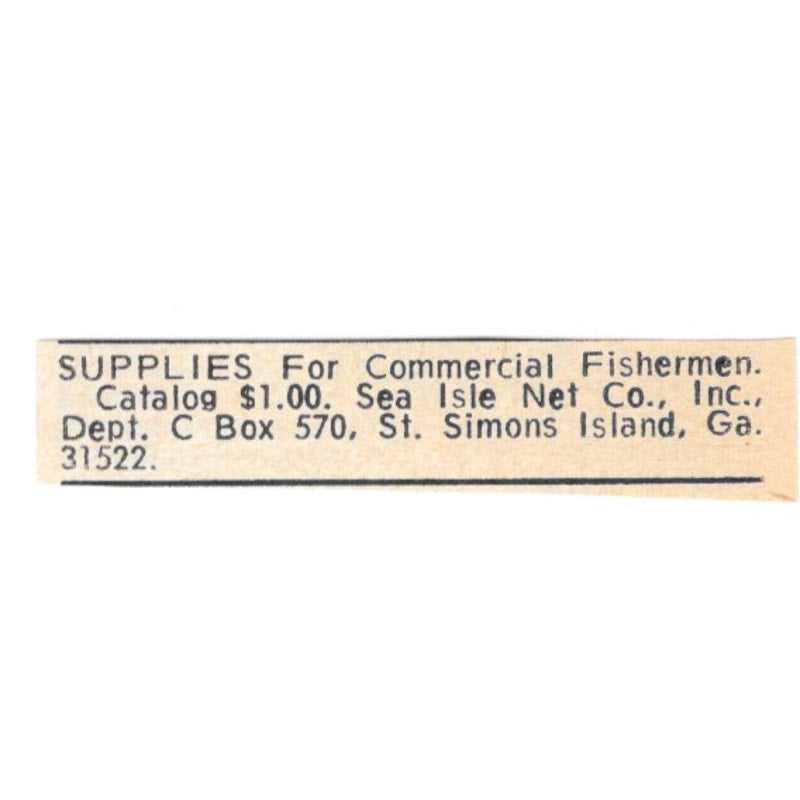 SUPPLIES For Commercial Fishermen.
Catalog $1.00. Sea Isle Net Co., Inc.,
Dept. C Box 570, St. Simons Island, Ga.
31522.